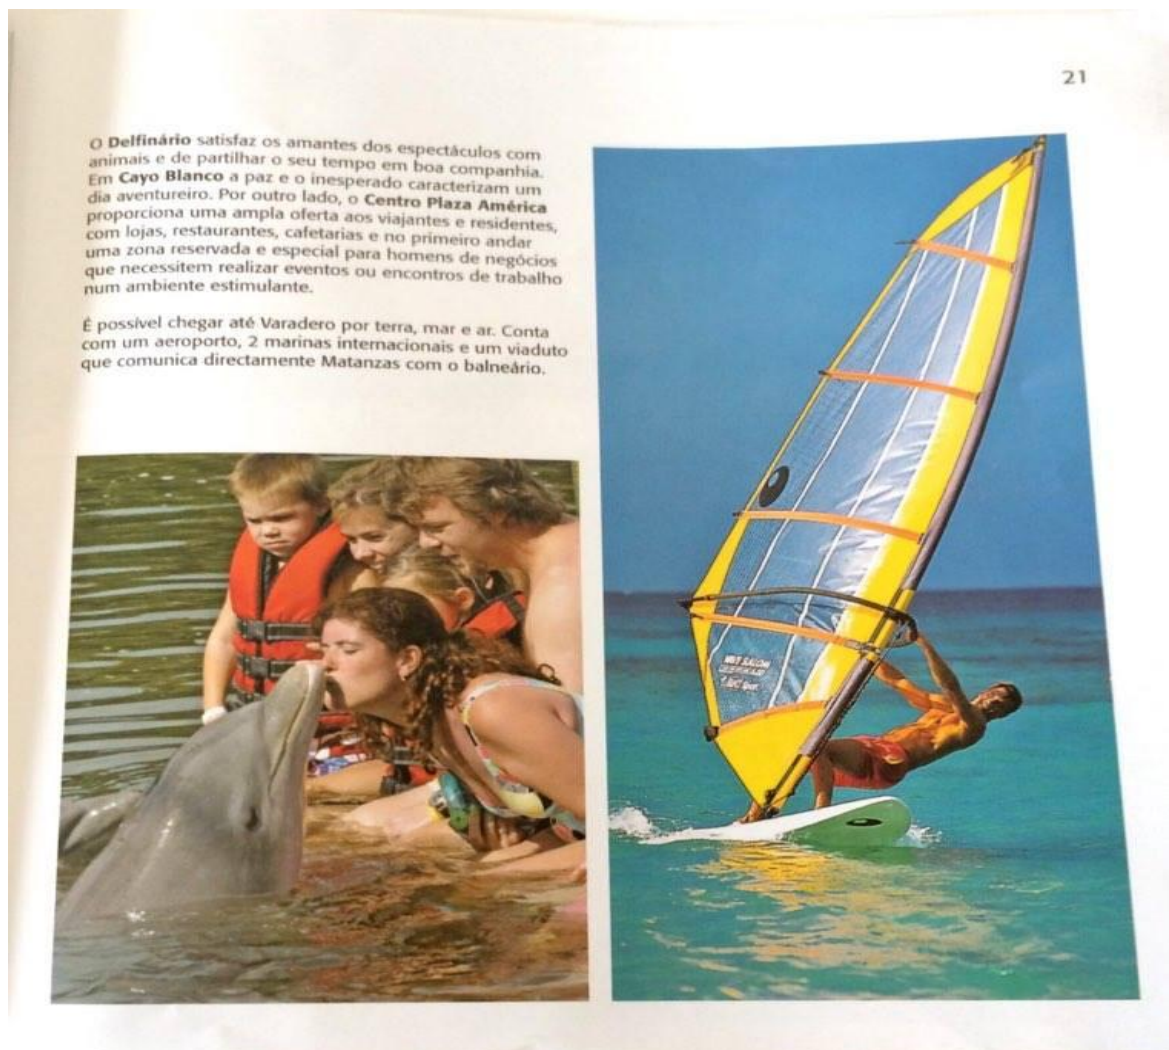 21
O Delfinário satisfaz os amantes dos espectáculos com
animais e de partilhar o seu tempo em boa companhia.
Em Cayo Blanco a paz e o inesperado caracterizam um
dia aventureiro. Por outro lado, o Centro Plaza América
proporciona uma ampla oferta aos viajantes e residentes,
com lojas, restaurantes, cafetarias e no primeiro andar
uma zona reservada e especial para homens de negócios
que necessitem realizar eventos ou encontros de trabalho
num ambiente estimulante.
É possível chegar até Varadero por terra, mar e ar. Conta
com um aeroporto, 2 marinas internacionais e um viaduto
que comunica directamente Matanzas com o balneário.